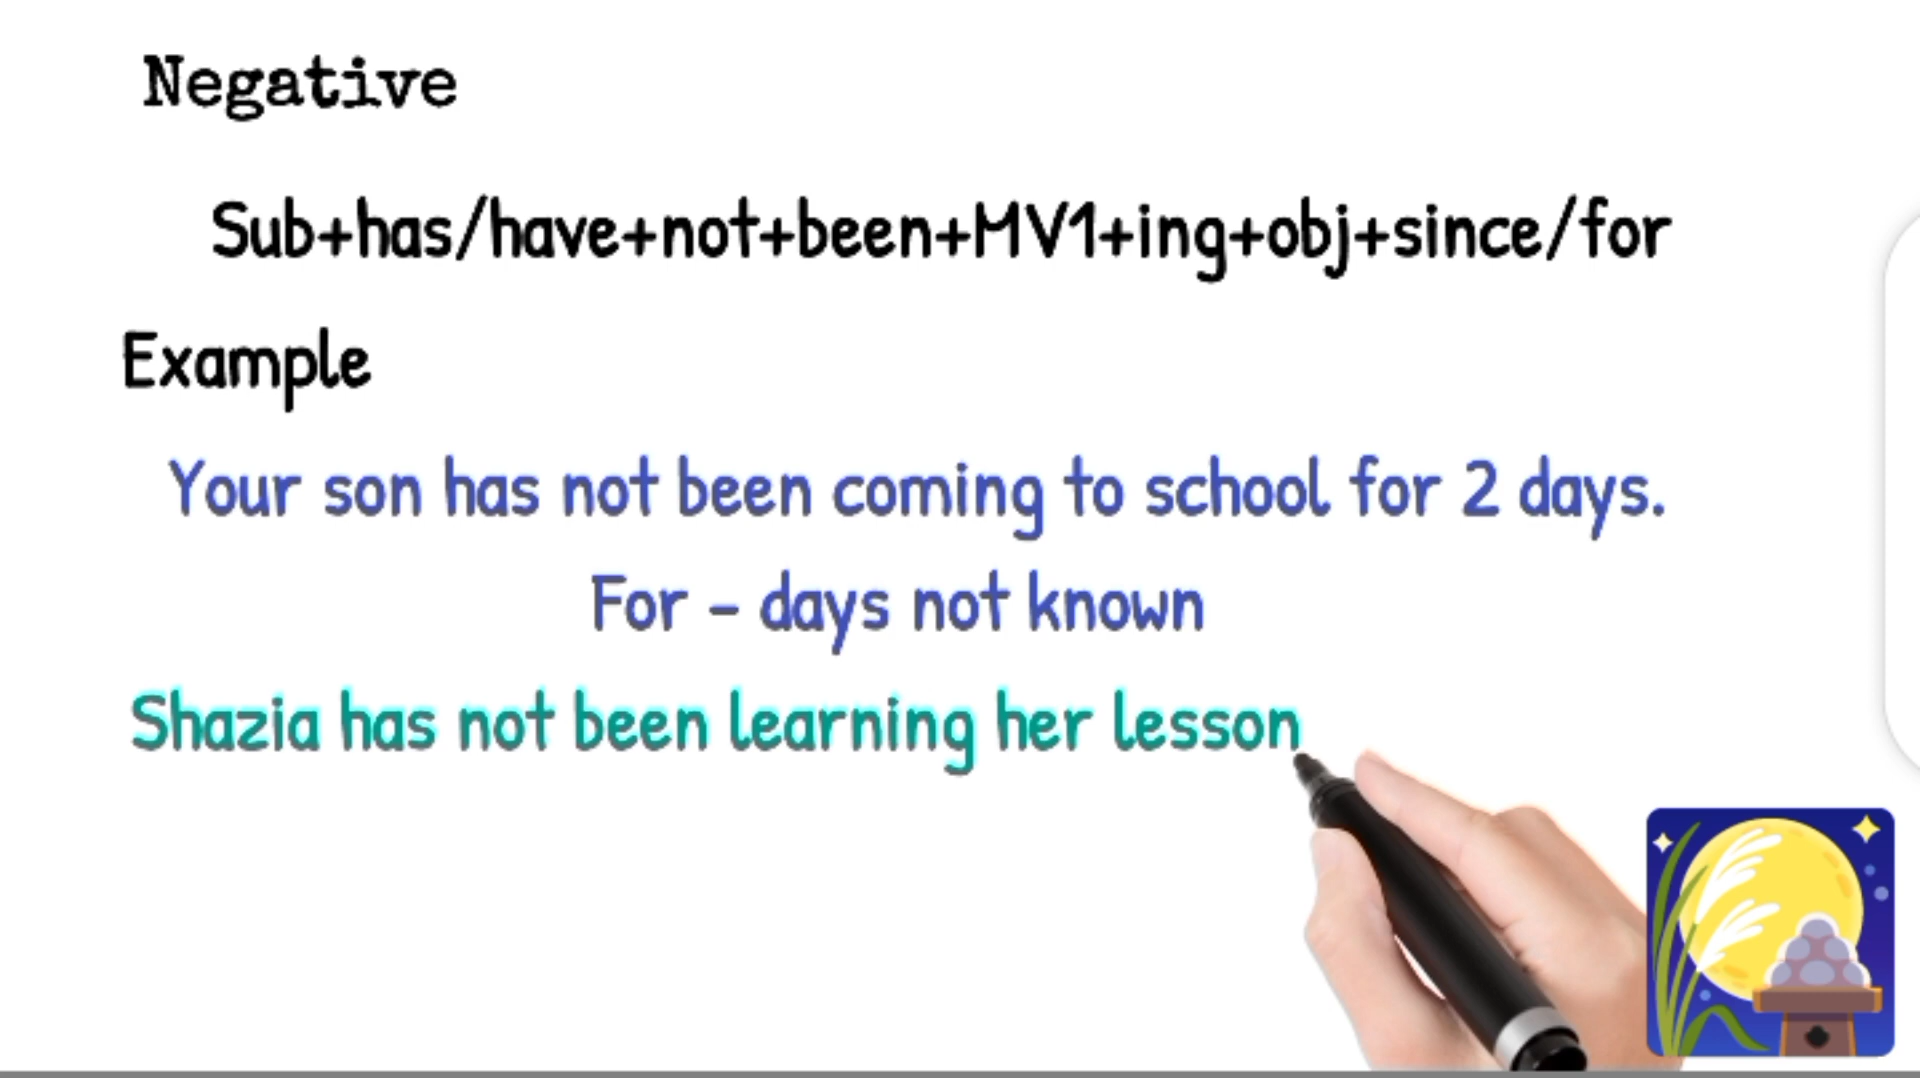 Negative
Sub+has/have+not+been+MV1+ing+obj+since/for
Example
Your son has not been coming to school for 2 days.
For - days not known
Shazia has not been learning her lesson